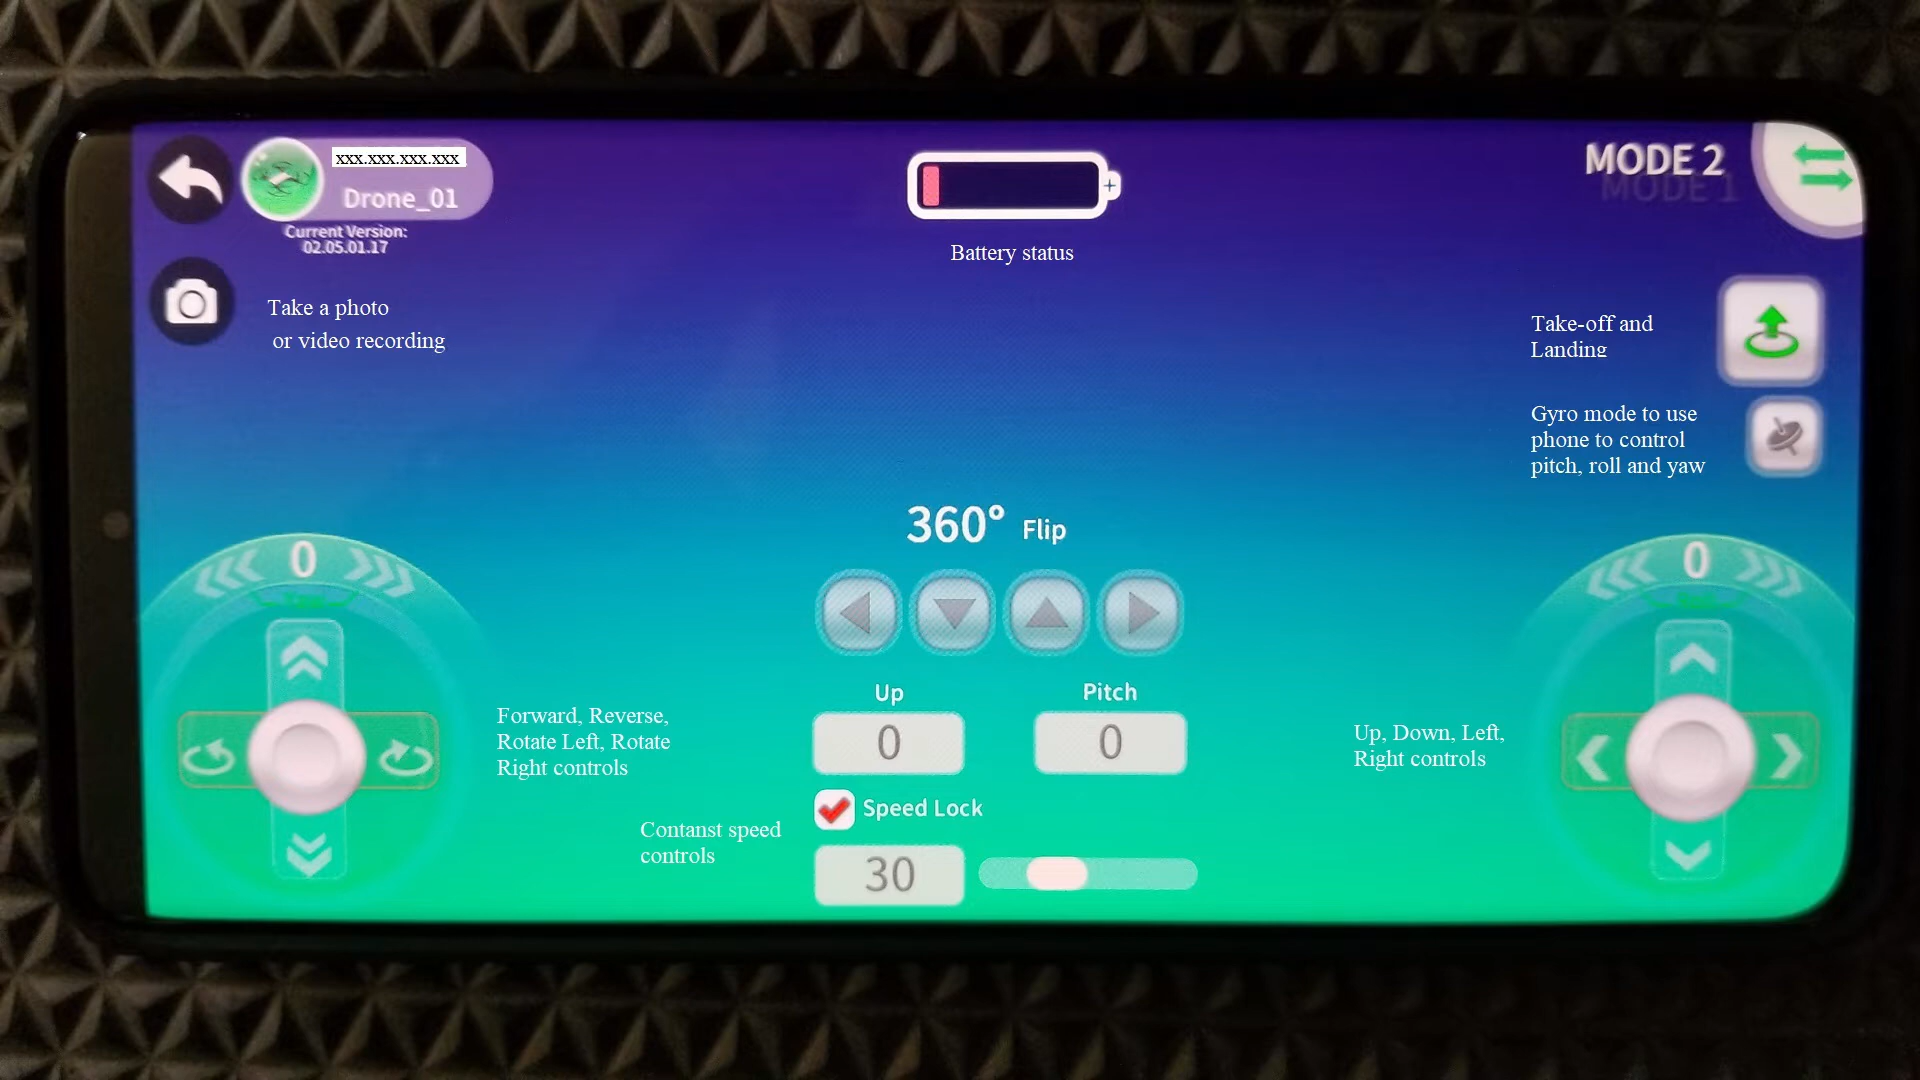 xxx.xxx.xxx.xxx
Drone_01
Current Version:
02.05.01.17
Battery status
MODE 2
MODE 1
Take a photo
or video recording
Take-off and
Landing
Gyro mode to use
phone to control
pitch, roll and yaw
360° Flip
0
0
Up
Pitch
0
0
Forward, Reverse,
Rotate Left, Rotate
Right controls
Up, Down, Left,
Right controls
Speed Lock
Contanst speed
controls
30